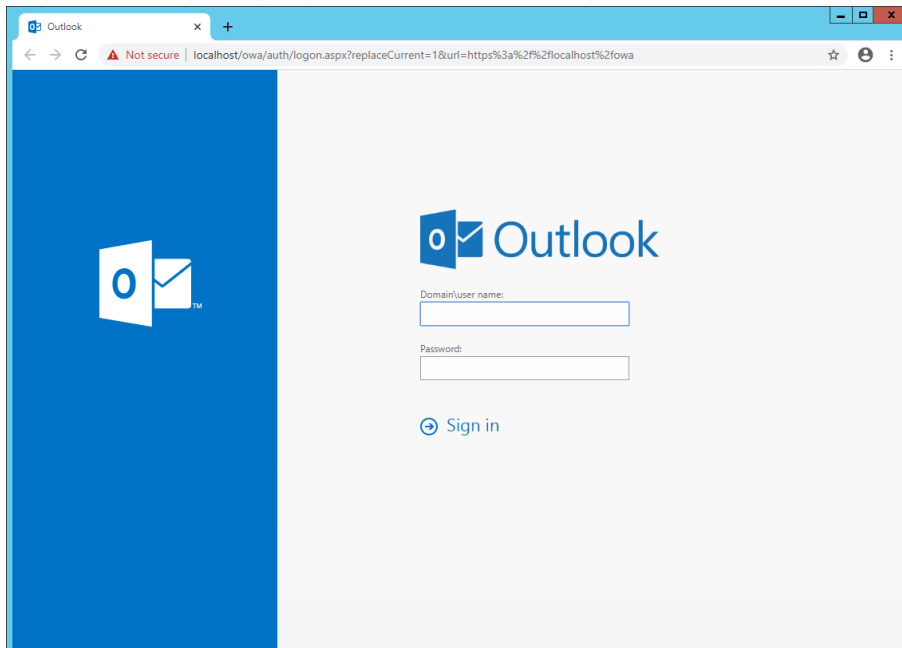 Outlook
Not secure | localhost/owa/auth/logon.aspx?replaceCurrent=1&url=https%3a%2f%2flocalhost%2fowa
Outlook
Domain\user name:
Password:
Sign in
TM